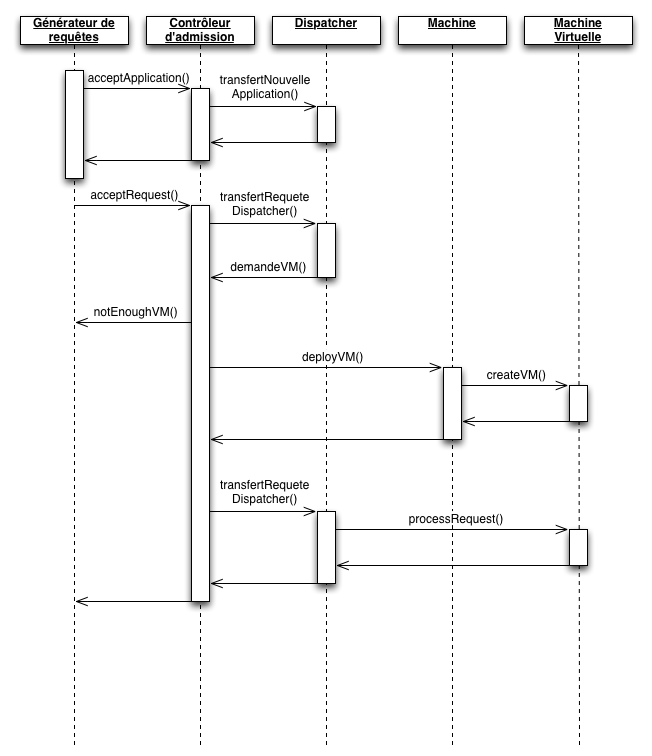 Générateur de
requêtes
Contrôleur
d'admission
Dispatcher
Machine
Machine
Virtuelle
acceptApplication()
transfertNouvelle
Application()
acceptRequest()
transfertRequete
Dispatcher()
demandeVM()
notEnoughVM()
deployVM()
createVM()
transfertRequete
Dispatcher()
processRequest()